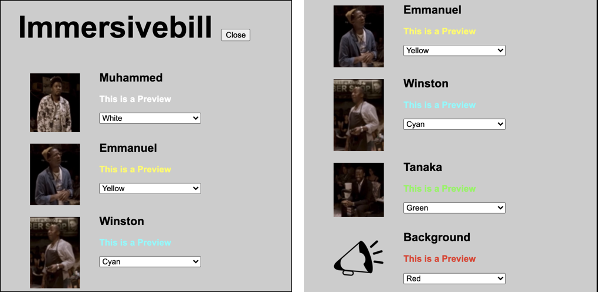 Immersivebill Close
Muhammed
This is a Preview
White
Emmanuel
This is a Preview
Yellow
Winston
This is a Preview
Cyan
Emmanuel
This is a Preview
Yellow
Winston
This is a Preview
Cyan
Tanaka
This is a Preview
Green
Background
This is a Preview
Red